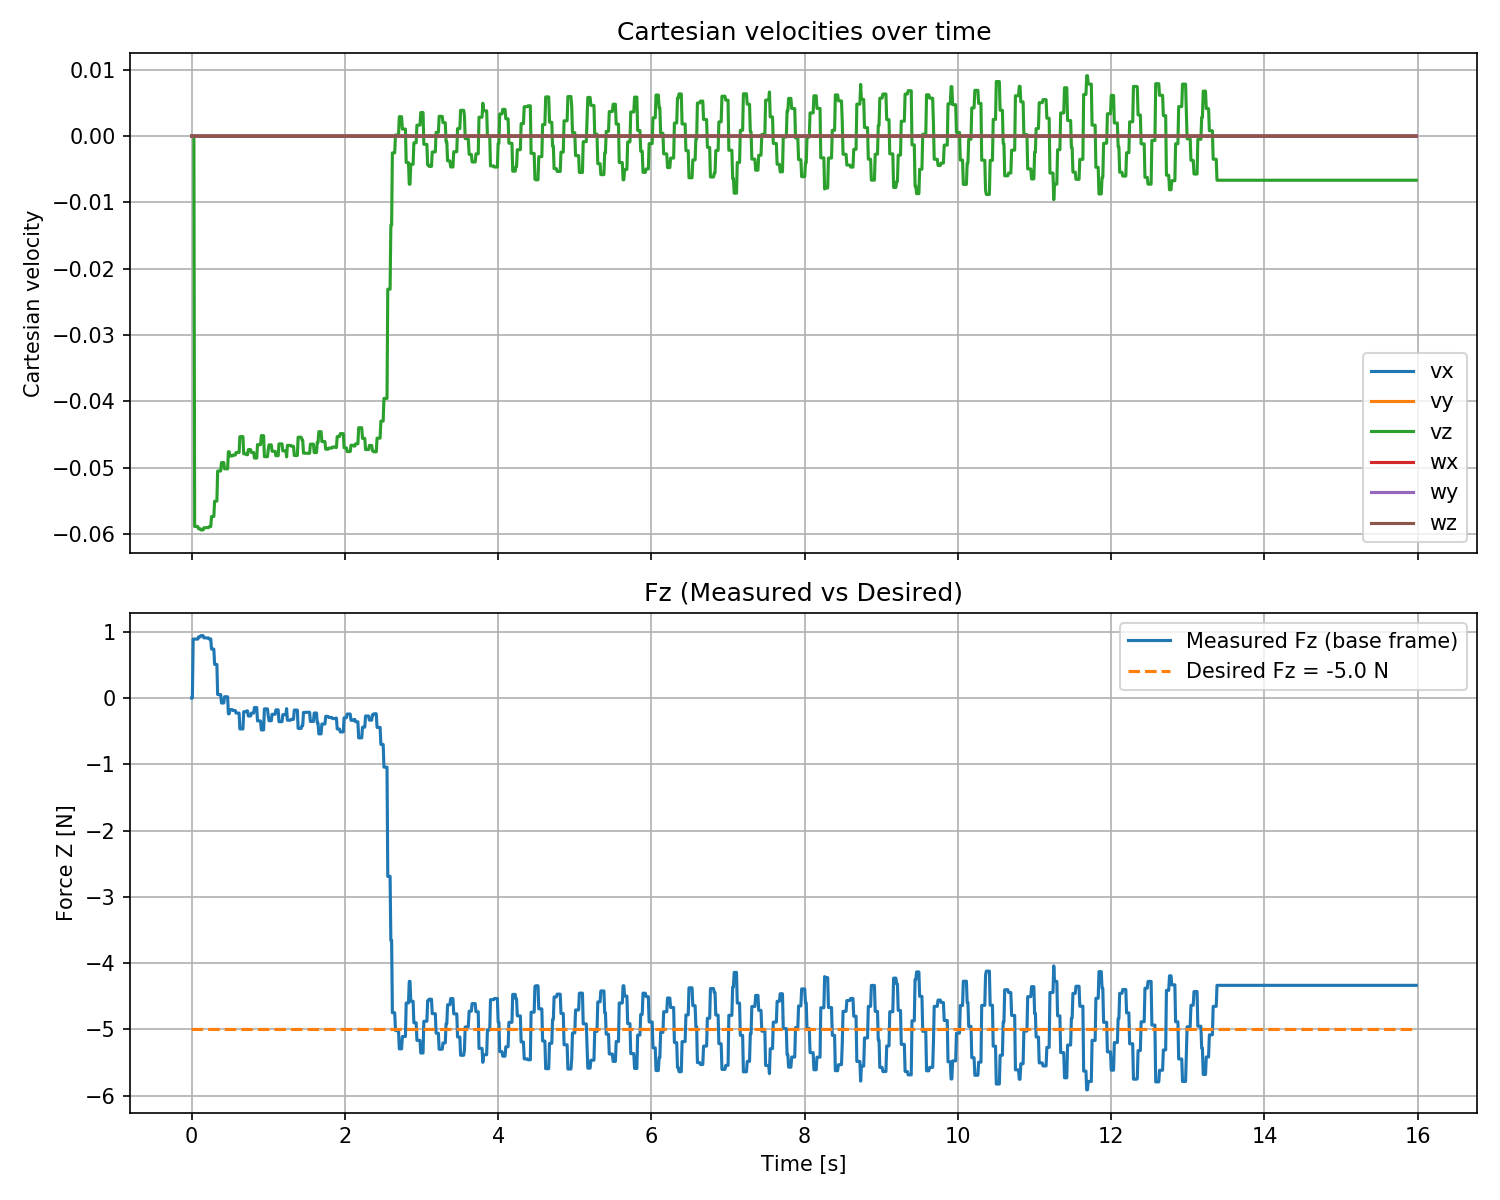 Cartesian velocities over time
Cartesian velocity
0.01
0.00
−0.01
−0.02
−0.03
−0.04
−0.05
−0.06
vx
vy
vz
wx
wy
wz
Fz (Measured vs Desired)
Force Z [N]
1
0
−1
−2
−3
−4
−5
−6
Measured Fz (base frame)
Desired Fz = -5.0 N
0 2 4 6 8 10 12 14 16
Time [s]